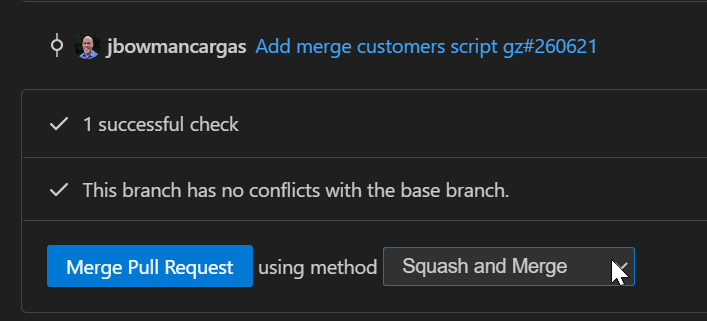 jbowmancargas Add merge customers script gz#260621
1 successful check
This branch has no conflicts with the base branch.
Merge Pull Request using method Squash and Merge